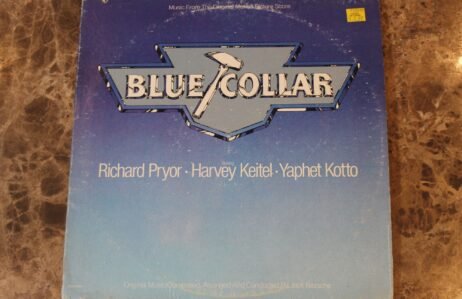 Music From The Original Motion Picture Score
BLUE COLLAR
Starring
Richard Pryor · Harvey Keitel · Yaphet Kotto
Original Music Composed, Arranged And Conducted By Jack Nitzsche